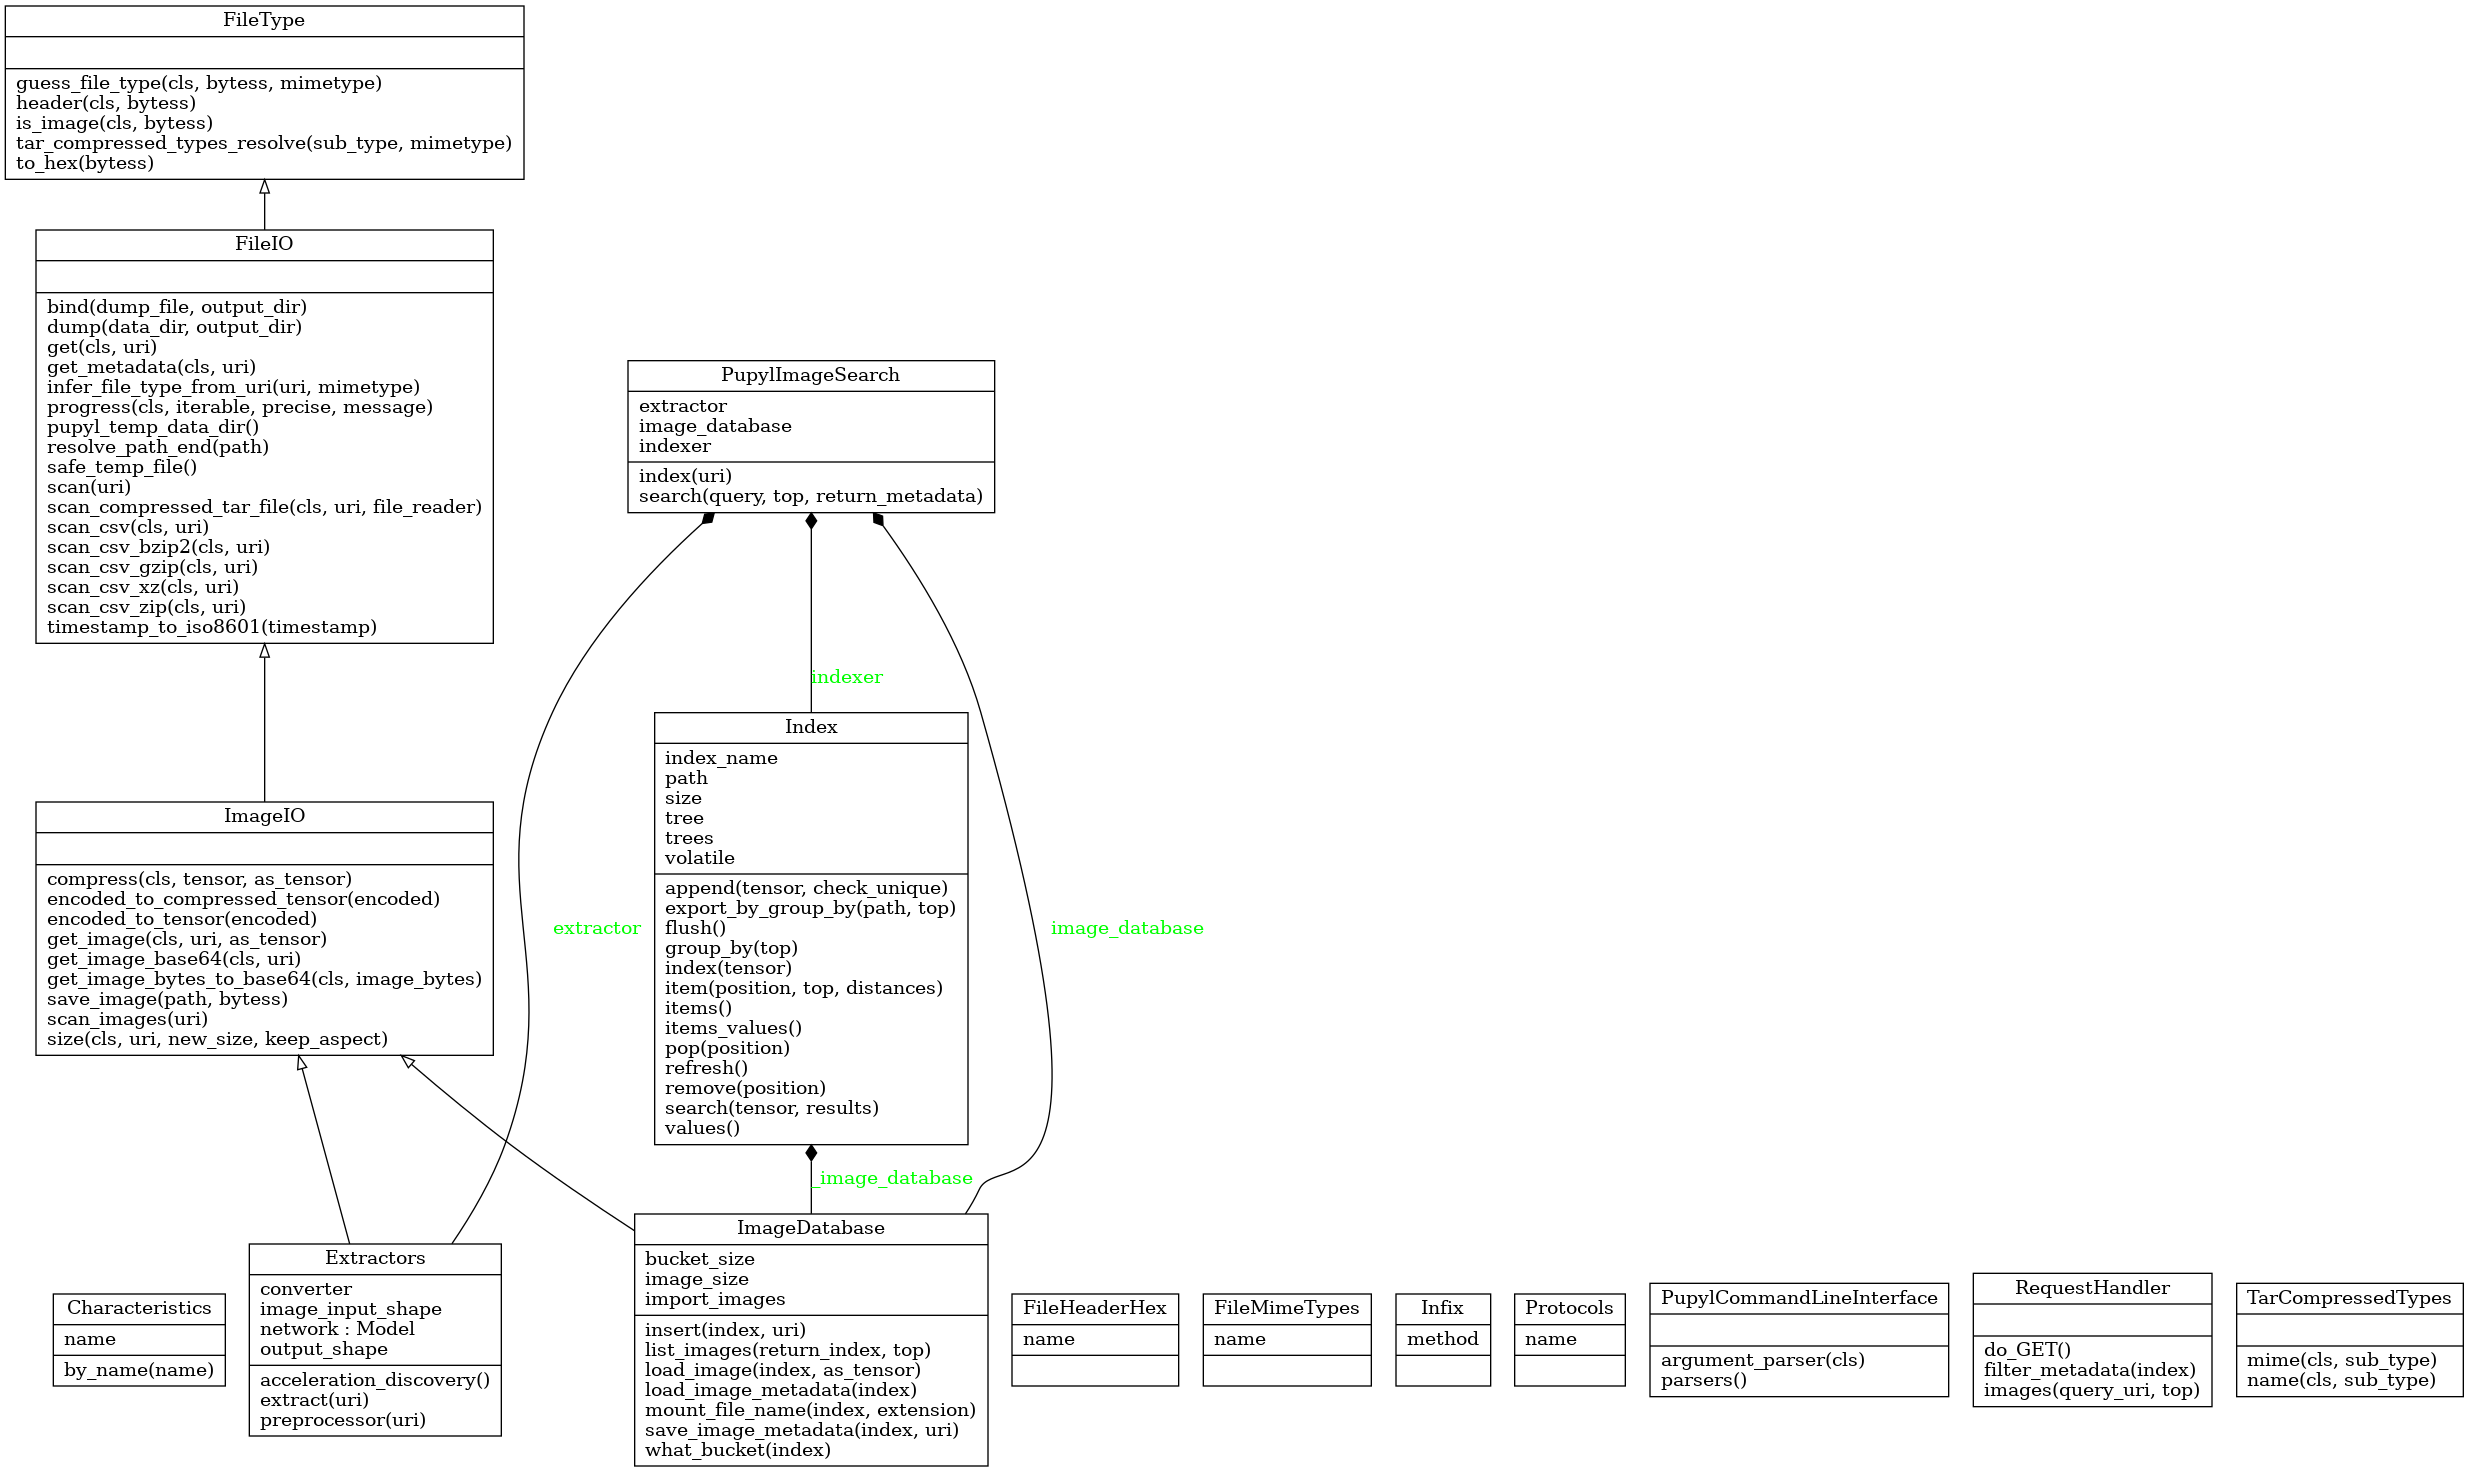 FileType
guess_file_type(cls, bytess, mimetype)
header(cls, bytess)
is_image(cls, bytess)
tar_compressed_types_resolve(sub_type, mimetype)
to_hex(bytess)
FileIO
bind(dump_file, output_dir)
dump(data_dir, output_dir)
get(cls, uri)
get_metadata(cls, uri)
infer_file_type_from_uri(uri, mimetype)
progress(cls, iterable, precise, message)
pupyl_temp_data_dir()
resolve_path_end(path)
safe_temp_file()
scan(uri)
scan_compressed_tar_file(cls, uri, file_reader)
scan_csv(cls, uri)
scan_csv_bzip2(cls, uri)
scan_csv_gzip(cls, uri)
scan_csv_xz(cls, uri)
scan_csv_zip(cls, uri)
timestamp_to_iso8601(timestamp)
PupylImageSearch
extractor
image_database
indexer
index(uri)
search(query, top, return_metadata)
indexer
ImageIO
compress(cls, tensor, as_tensor)
encoded_to_compressed_tensor(encoded)
encoded_to_tensor(encoded)
get_image(cls, uri, as_tensor)
get_image_base64(cls, uri)
get_image_bytes_to_base64(cls, image_bytes)
save_image(path, bytess)
scan_images(uri)
size(cls, uri, new_size, keep_aspect)
extractor
Index
index_name
path
size
tree
trees
volatile
append(tensor, check_unique)
export_by_group_by(path, top)
flush()
group_by(top)
index(tensor)
item(position, top, distances)
items()
items_values()
pop(position)
refresh()
remove(position)
search(tensor, results)
values()
image_database
_image_database
Characteristics
name
by_name(name)
Extractors
converter
image_input_shape
network : Model
output_shape
acceleration_discovery()
extract(uri)
preprocessor(uri)
ImageDatabase
bucket_size
image_size
import_images
insert(index, uri)
list_images(return_index, top)
load_image(index, as_tensor)
load_image_metadata(index)
mount_file_name(index, extension)
save_image_metadata(index, uri)
what_bucket(index)
FileHeaderHex
name
FileMimeTypes
name
Infix
method
Protocols
name
PupylCommandLineInterface
argument_parser(cls)
parsers()
RequestHandler
do_GET()
filter_metadata(index)
images(query_uri, top)
TarCompressedTypes
mime(cls, sub_type)
name(cls, sub_type)